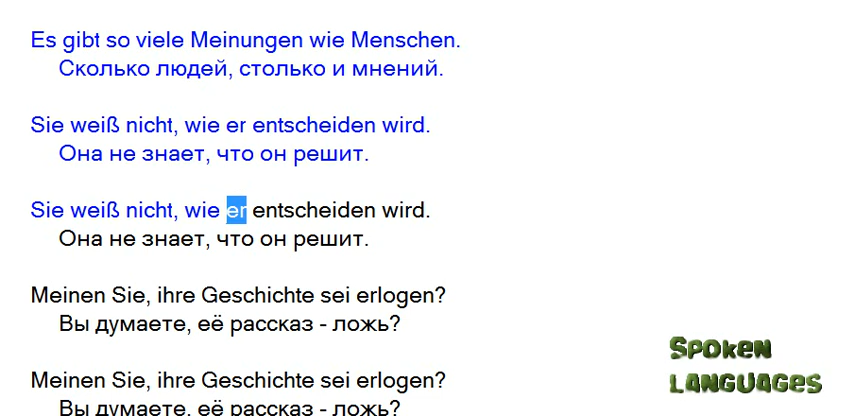 Es gibt so viele Meinungen wie Menschen.
Сколько людей, столько и мнений.
Sie weiß nicht, wie er entscheiden wird.
Она не знает, что он решит.
Sie weiß nicht, wie er entscheiden wird.
Она не знает, что он решит.
Meinen Sie, ihre Geschichte sei erlogen?
Вы думаете, её рассказ - ложь?
Meinen Sie, ihre Geschichte sei erlogen?
Вы думаете, её рассказ - ложь?
Spoken
Languages